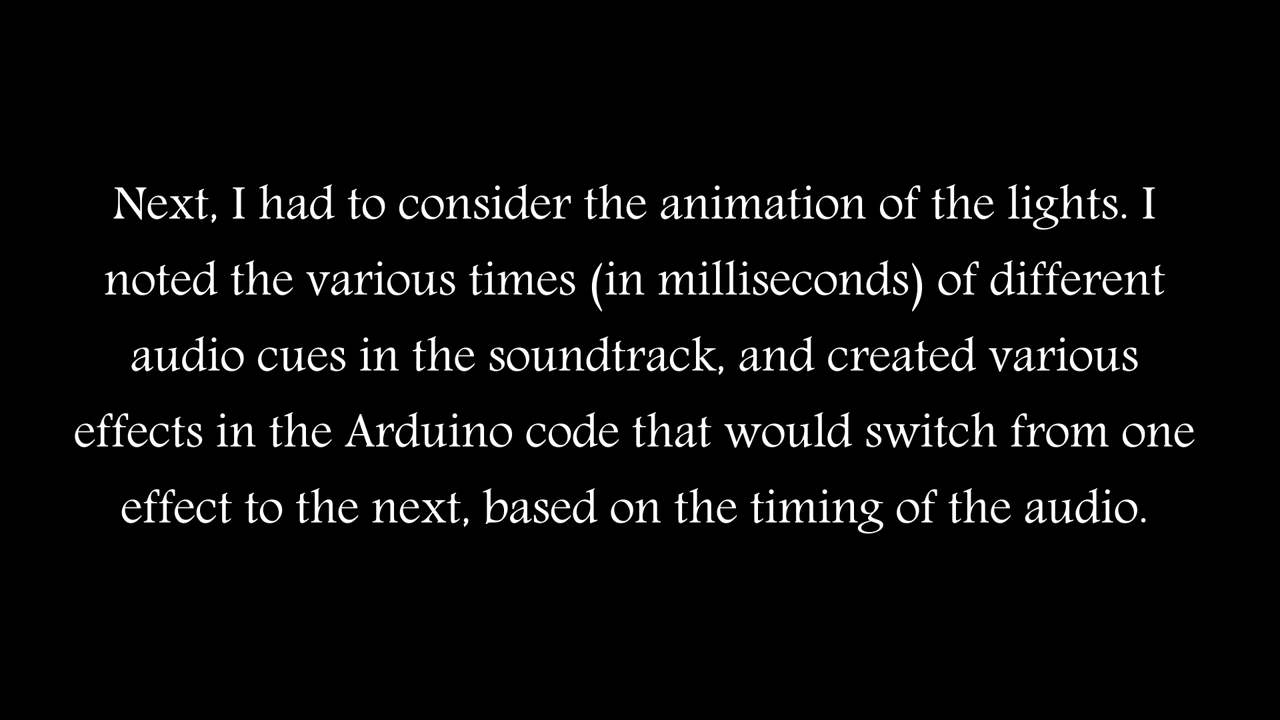 Next, I had to consider the animation of the lights. I
noted the various times (in milliseconds) of different
audio cues in the soundtrack, and created various
effects in the Arduino code that would switch from one
effect to the next, based on the timing of the audio.